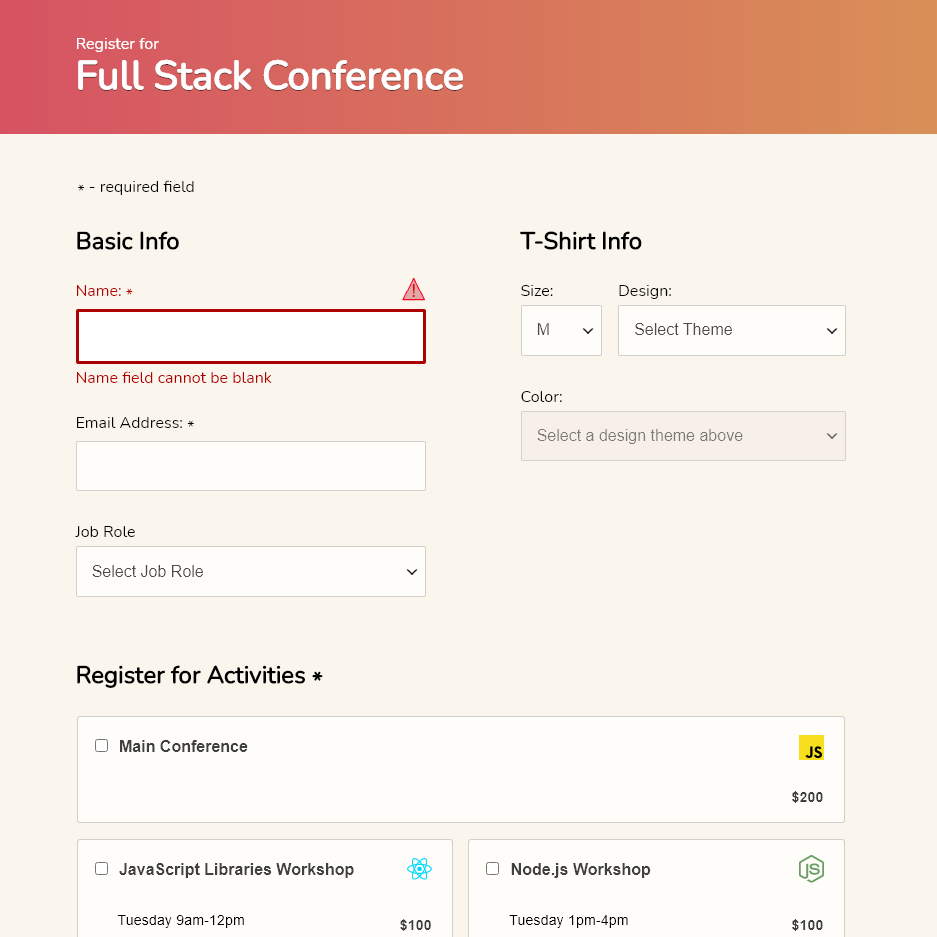 Register for
Full Stack Conference
* - required field
Basic Info
Name: *
Name field cannot be blank
Email Address: *
Job Role
Select Job Role
T-Shirt Info
Size:
Design:
M
Select Theme
Color:
Select a design theme above
Register for Activities *
Main Conference
JS
$200
JavaScript Libraries Workshop
Tuesday 9am-12pm
$100
Node.js Workshop
JS
Tuesday 1pm-4pm
$100